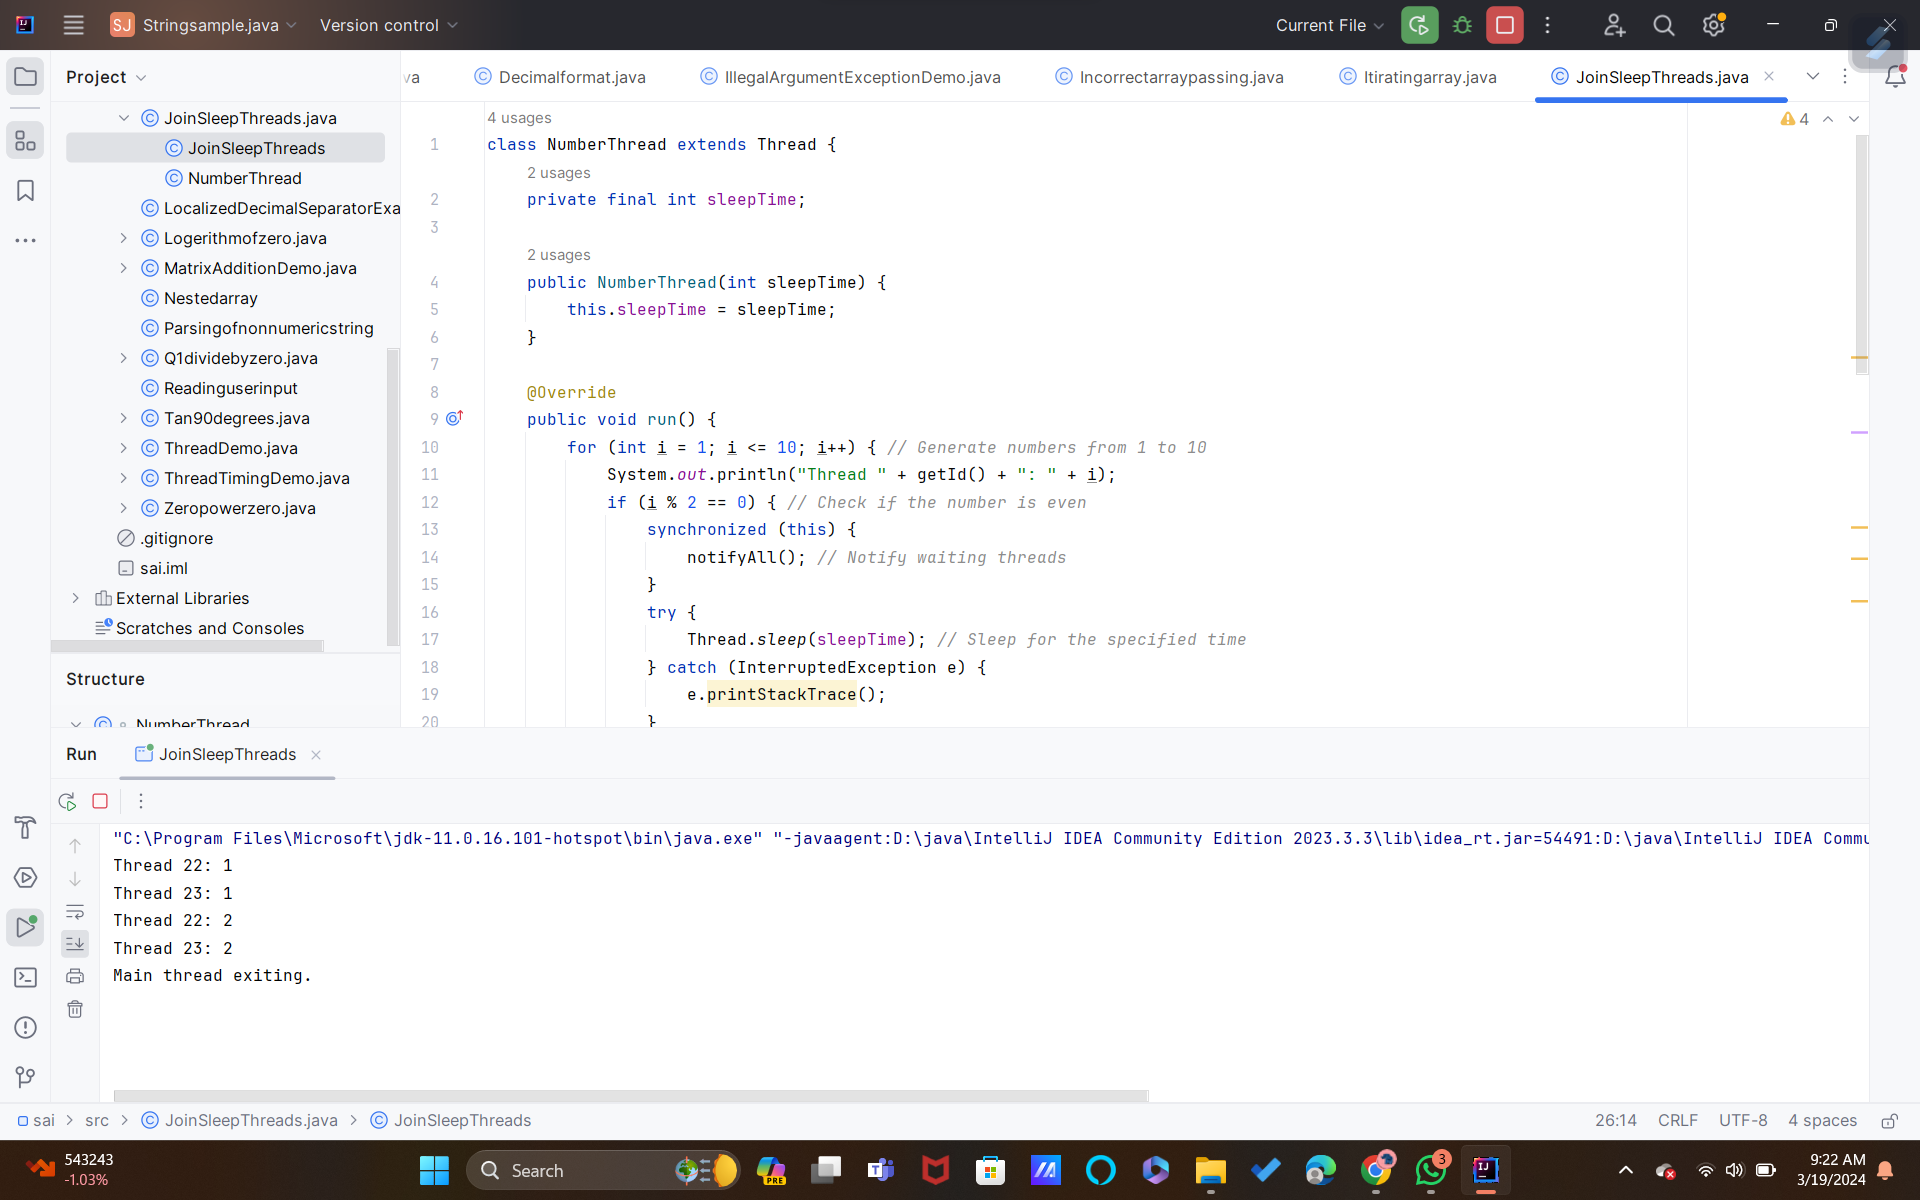 SJ Stringsample.java Version control Current File
Project
va Decimalformat.java IllegalArgumentExceptionDemo.java Incorrectarraypassing.java Itiratingarray.java JoinSleepThreads.java
JoinSleepThreads.java
JoinSleepThreads
NumberThread
LocalizedDecimalSeparatorExa
Logerithmofzero.java
MatrixAdditionDemo.java
Nestedarray
Parsingofnonnumericstring
Q1dividebyzero.java
Readinguserinput
Tan90degrees.java
ThreadDemo.java
ThreadTimingDemo.java
Zeropowerzero.java
.gitignore
sai.iml
External Libraries
Scratches and Consoles
Structure
NumberThread
4 usages
4
1 class NumberThread extends Thread {
2 usages
2 private final int sleepTime;
3
2 usages
4 public NumberThread(int sleepTime) {
5 this.sleepTime = sleepTime;
6 }
7
8 @Override
9 public void run() {
10 for (int i = 1; i <= 10; i++) { // Generate numbers from 1 to 10
11 System.out.println("Thread " + getId() + ": " + i);
12 if (i % 2 == 0) { // Check if the number is even
13 synchronized (this) {
14 notifyAll(); // Notify waiting threads
15 }
16 try {
17 Thread.sleep(sleepTime); // Sleep for the specified time
18 } catch (InterruptedException e) {
19 e.printStackTrace();
20 }
Run JoinSleepThreads
"C:\Program Files\Microsoft\jdk-11.0.16.101-hotspot\bin\java.exe" "-javaagent:D:\java\IntelliJ IDEA Community Edition 2023.3.3\lib\idea_rt.jar=54491:D:\java\IntelliJ IDEA Commu
Thread 22: 1
Thread 23: 1
Thread 22: 2
Thread 23: 2
Main thread exiting.
sai > src > JoinSleepThreads.java > JoinSleepThreads 26:14 CRLF UTF-8 4 spaces
543243
-1.03%
Search
PRE
3
9:22 AM
3/19/2024